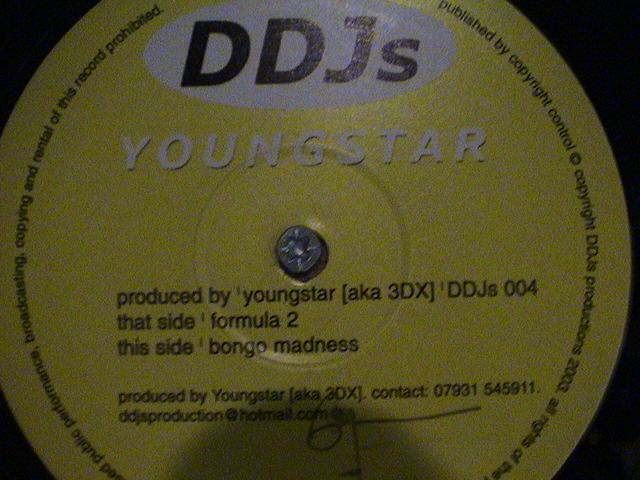 DDJs
YOUNGSTAR
produced by 'youngstar [aka 3DX] ' DDJs 004
that side ' formula 2
this side ' bongo madness
produced by Youngstar [aka 3DX]. contact: 07931 545911.
ddjsproduction@hotmail.com
public performance, broadcasting, copying and rental of this record prohibited.
published by copyright control © copyright DDJs productions 2003. all rights of the